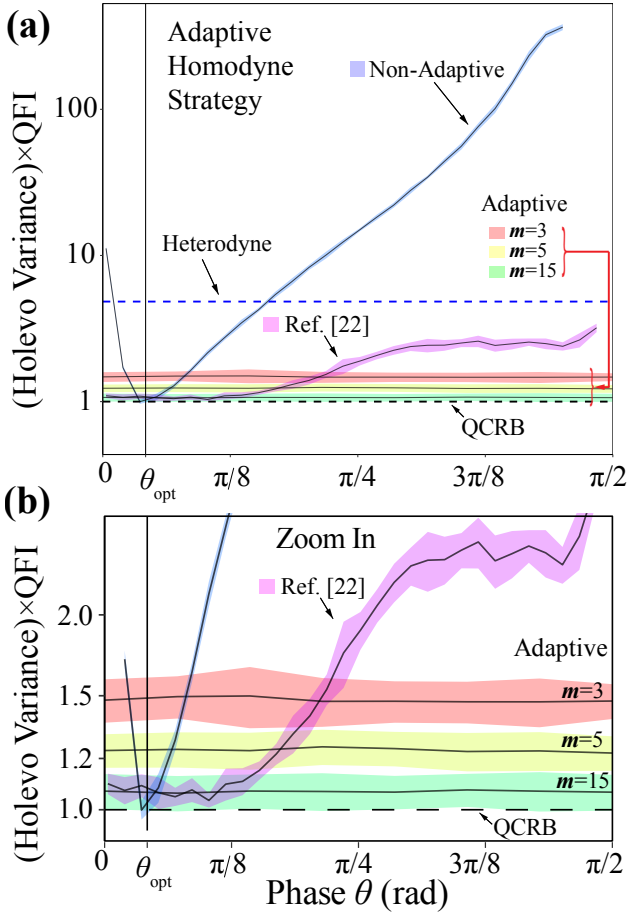 (a)
Adaptive
Homodyne
Strategy
Non-Adaptive
Adaptive
m=3
m=5
m=15
Heterodyne
Ref. [22]
QCRB
(Holevo Variance)×QFI
100
10
1
0
θopt
π/8
π/4
3π/8
π/2
(b)
Zoom In
Ref. [22]
Adaptive
m=3
m=5
m=15
QCRB
(Holevo Variance)×QFI
2.0
1.5
1.2
1.0
0
θopt
π/8
π/4
3π/8
π/2
Phase θ (rad)